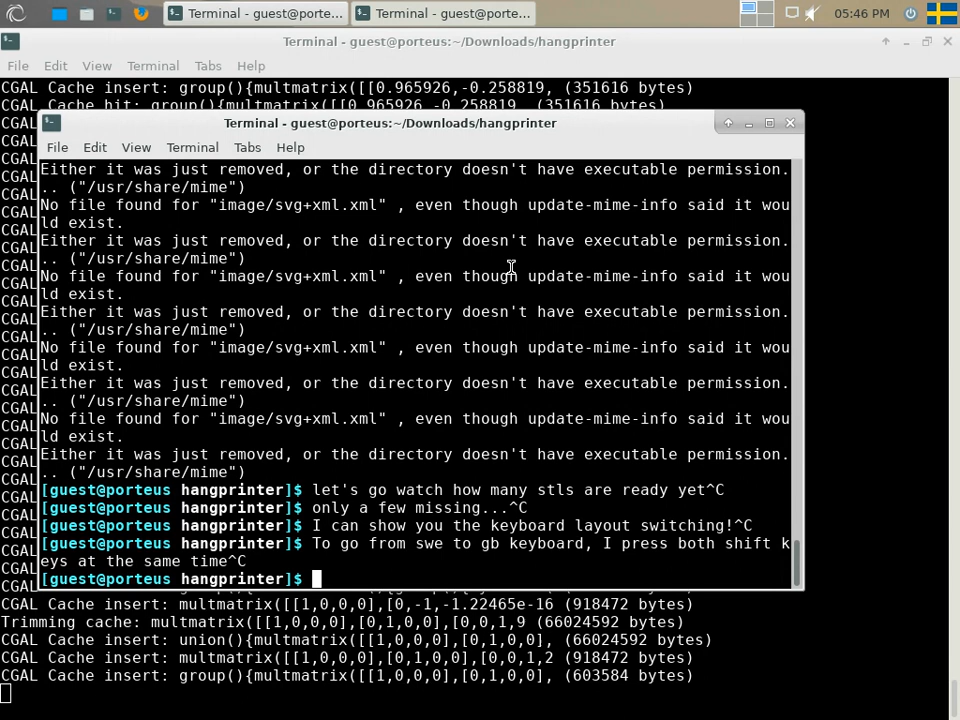 Terminal - guest@porte...
Terminal - guest@porte...
05:46 PM
Terminal - guest@porteus:~/Downloads/hangprinter
File Edit View Terminal Tabs Help
CGAL Cache insert: group(){multmatrix([[0.965926,-0.258819, (351616 bytes)
CGAL Cache hit: group(){multmatrix([[0.965926,-0.258819, (351616 bytes)
CGAL
CGAL
Terminal - guest@porteus:~/Downloads/hangprinter
CGAL
File Edit View Terminal Tabs Help
CGAL
Either it was just removed, or the directory doesn't have executable permission.
.. ("/usr/share/mime")
No file found for "image/svg+xml.xml" , even though update-mime-info said it wou
ld exist.
Either it was just removed, or the directory doesn't have executable permission.
.. ("/usr/share/mime")
No file found for "image/svg+xml.xml" , even though update-mime-info said it wou
ld exist.
Either it was just removed, or the directory doesn't have executable permission.
.. ("/usr/share/mime")
No file found for "image/svg+xml.xml" , even though update-mime-info said it wou
ld exist.
Either it was just removed, or the directory doesn't have executable permission.
.. ("/usr/share/mime")
No file found for "image/svg+xml.xml" , even though update-mime-info said it wou
ld exist.
Either it was just removed, or the directory doesn't have executable permission.
.. ("/usr/share/mime")
[guest@porteus hangprinter]$ let's go watch how many stls are ready yet^C
[guest@porteus hangprinter]$ only a few missing...^C
[guest@porteus hangprinter]$ I can show you the keyboard layout switching!^C
[guest@porteus hangprinter]$ To go from swe to gb keyboard, I press both shift k
eys at the same time^C
[guest@porteus hangprinter]$
CGAL Cache insert: multmatrix([[1,0,0,0],[0,-1,-1.22465e-16 (918472 bytes)
Trimming cache: multmatrix([[1,0,0,0],[0,1,0,0],[0,0,1,9 (66024592 bytes)
CGAL Cache insert: union(){multmatrix([[1,0,0,0],[0,1,0,0], (66024592 bytes)
CGAL Cache insert: multmatrix([[1,0,0,0],[0,1,0,0],[0,0,1,2 (918472 bytes)
CGAL Cache insert: group(){multmatrix([[1,0,0,0],[0,1,0,0], (603584 bytes)